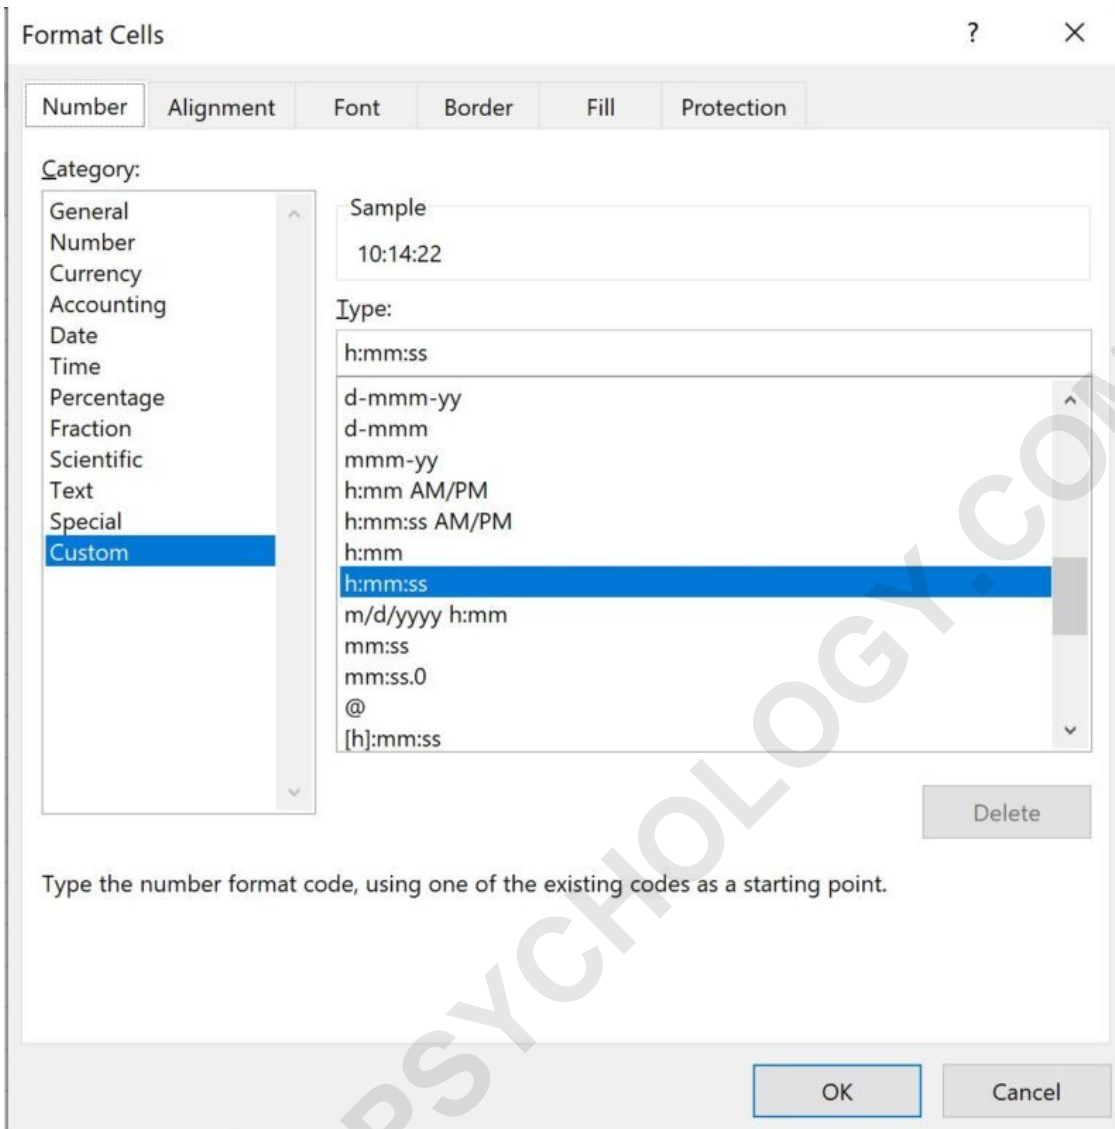 Format Cells
?
Number Alignment Font Border Fill Protection
Category:
General
Number
Currency
Accounting
Date
Time
Percentage
Fraction
Scientific
Text
Special
Custom
Sample
10:14:22
Type:
h:mm:ss
d-mmm-yy
d-mmm
mmm-yy
h:mm AM/PM
h:mm:ss AM/PM
h:mm
h:mm:ss
m/d/yyyy h:mm
mm:ss
mm:ss.0
@
[h]:mm:ss
Delete
Type the number format code, using one of the existing codes as a starting point.
OK Cancel
PSYCHOLOGY.COM